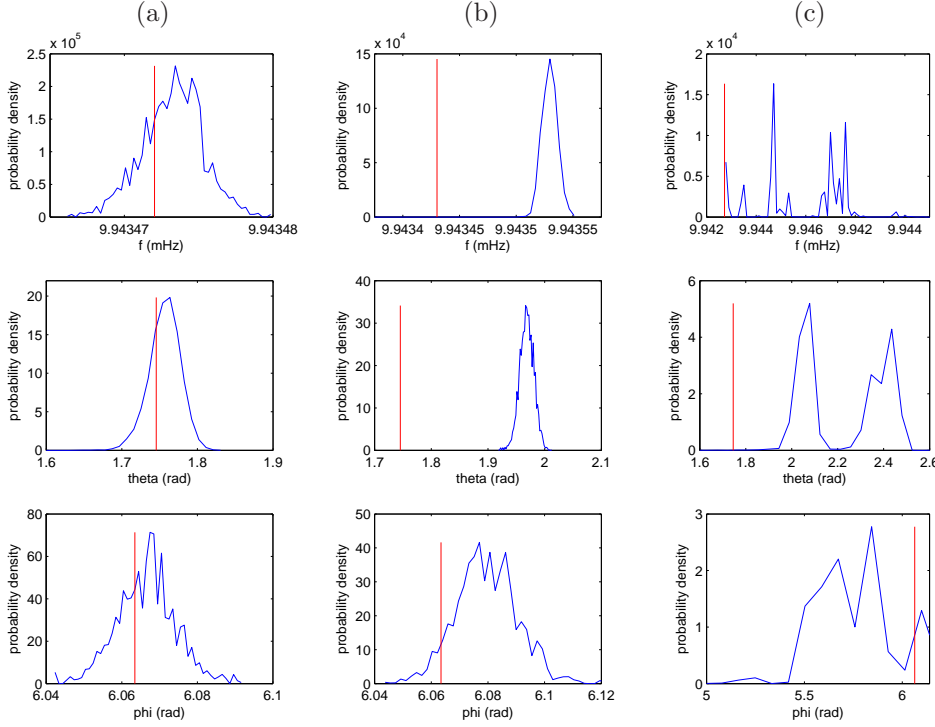 (a) (b) (c)
x 10^5
2.5
2
1.5
1
0.5
0
probability density
9.94347 9.94348
f (mHz)
x 10^4
15
10
5
0
probability density
9.9434 9.94345 9.9435 9.94355
f (mHz)
x 10^4
2
1.5
1
0.5
0
probability density
9.942 9.944 9.946 9.942 9.944
f (mHz)
20
15
10
5
0
probability density
1.6 1.7 1.8 1.9
theta (rad)
40
30
20
10
0
probability density
1.7 1.8 1.9 2 2.1
theta (rad)
6
4
2
0
probability density
1.6 1.8 2 2.2 2.4 2.6
theta (rad)
80
60
40
20
0
probability density
6.04 6.06 6.08 6.1
phi (rad)
50
40
30
20
10
0
probability density
6.04 6.06 6.08 6.1 6.12
phi (rad)
3
2
1
0
probability density
5 5.5 6
phi (rad)